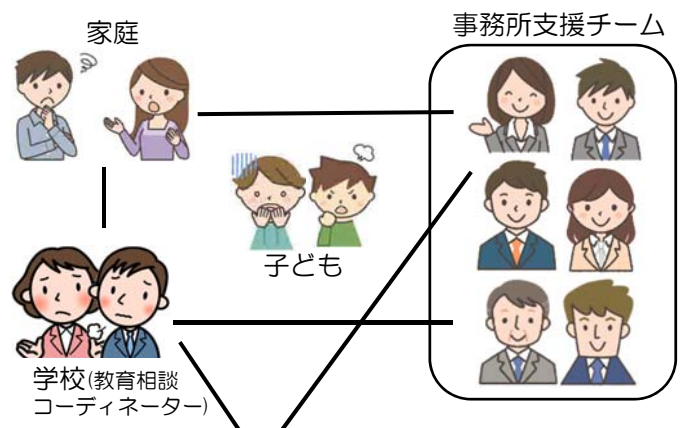 家庭
事務所支援チーム
子ども
学校(教育相談
コーディネーター)